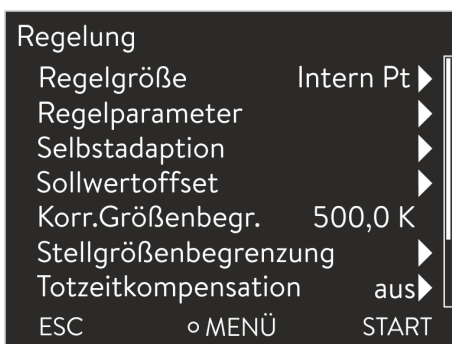 Regelung
Regelgröße Intern Pt
Regelparameter
Selbstadaption
Sollwertoffset
Korr.Größenbegr. 500,0 K
Stellgrößenbegrenzung
Totzeitkompensation aus
ESC MENÜ START